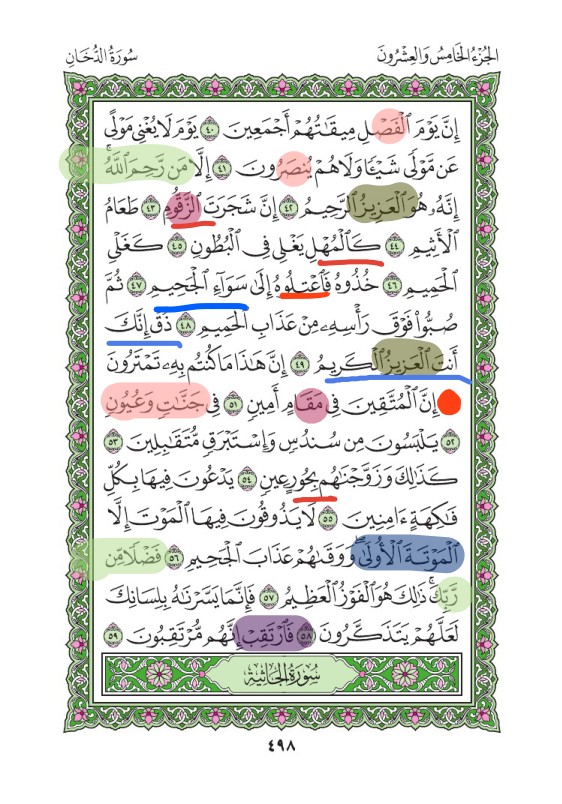 الجُزْءُ الخَامِسُ وَالعِشْرُونَ
سُورَةُ الدُّخَانِ
إِنَّ يَوْمَ ٱلْفَصْلِ مِيقَٰتُهُمْ أَجْمَعِينَ ٤٠ يَوْمَ لَا يُغْنِى مَوْلًى
عَن مَّوْلًى شَيْـًٔا وَلَا هُمْ يُنصَرُونَ ٤١ إِلَّا مَن رَّحِمَ ٱللَّهُ ۚ
إِنَّهُۥ هُوَ ٱلْعَزِيزُ ٱلرَّحِيمُ ٤٢ إِنَّ شَجَرَتَ ٱلزَّقُّومِ ٤٣ طَعَامُ
ٱلْأَثِيمِ ٤٤ كَٱلْمُهْلِ يَغْلِى فِى ٱلْبُطُونِ ٤٥ كَغَلْىِ
ٱلْحَمِيمِ ٤٦ خُذُوهُ فَٱعْتِلُوهُ إِلَىٰ سَوَآءِ ٱلْجَحِيمِ ٤٧ ثُمَّ
صُبُّوا۟ فَوْقَ رَأْسِهِۦ مِنْ عَذَابِ ٱلْحَمِيمِ ٤٨ ذُقْ إِنَّكَ
أَنتَ ٱلْعَزِيزُ ٱلْكَرِيمُ ٤٩ إِنَّ هَٰذَا مَا كُنتُم بِهِۦ تَمْتَرُونَ
إِنَّ ٱلْمُتَّقِينَ فِى مَقَامٍ أَمِينٍ ٥١ فِى جَنَّٰتٍ وَعُيُونٍ
٥٢ يَلْبَسُونَ مِن سُندُسٍ وَإِسْتَبْرَقٍ مُّتَقَٰبِلِينَ ٥٣
كَذَٰلِكَ وَزَوَّجْنَٰهُم بِحُورٍ عِينٍ ٥٤ يَدْعُونَ فِيهَا بِكُلِّ
فَٰكِهَةٍ ءَامِنِينَ ٥٥ لَا يَذُوقُونَ فِيهَا ٱلْمَوْتَ إِلَّا
ٱلْمَوْتَةَ ٱلْأُولَىٰ ۖ وَوَقَىٰهُمْ عَذَابَ ٱلْجَحِيمِ ٥٦ فَضْلًا مِّن
رَّبِّكَ ۚ ذَٰلِكَ هُوَ ٱلْفَوْزُ ٱلْعَظِيمُ ٥٧ فَإِنَّمَا يَسَّرْنَٰهُ بِلِسَانِكَ
لَعَلَّهُمْ يَتَذَكَّرُونَ ٥٨ فَٱرْتَقِبْ إِنَّهُم مُّرْتَقِبُونَ ٥٩
سُورَةُ الجَاثِيَةِ
٤٩٨